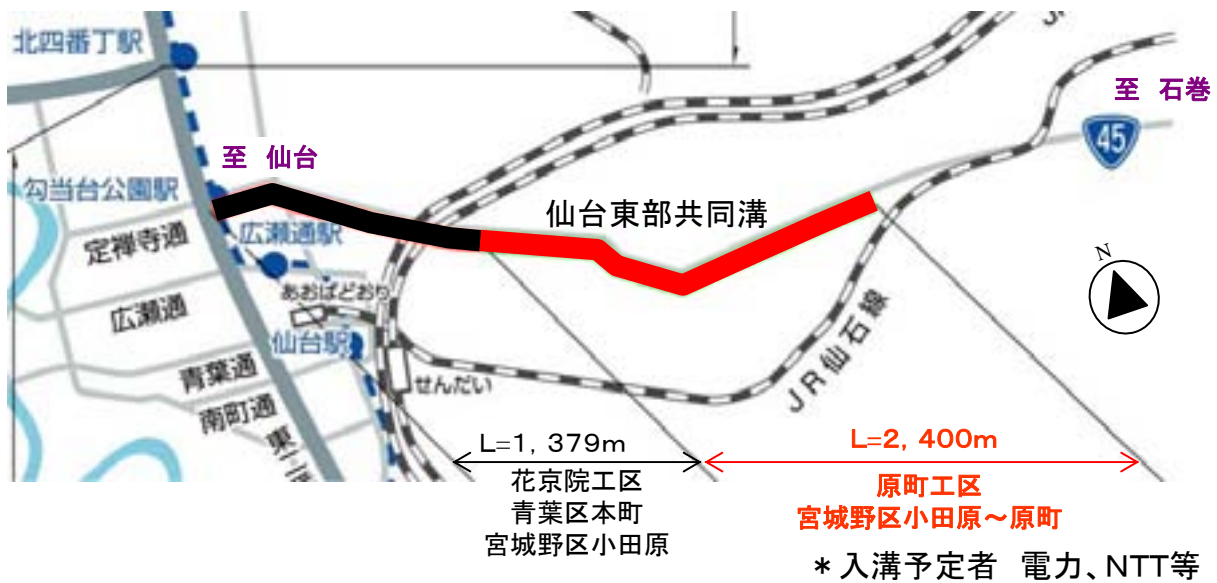 北四番丁駅
JR
至 石巻
45
至 仙台
勾当台公園駅
仙台東部共同溝
定禅寺通
広瀬通駅
N
あおばどおり
広瀬通
仙台駅
JR仙石線
青葉通
せんだい
南町通
東二
L=1,379m
L=2,400m
花京院工区
青葉区本町
宮城野区小田原
原町工区
宮城野区小田原～原町
*入溝予定者 電力、NTT等